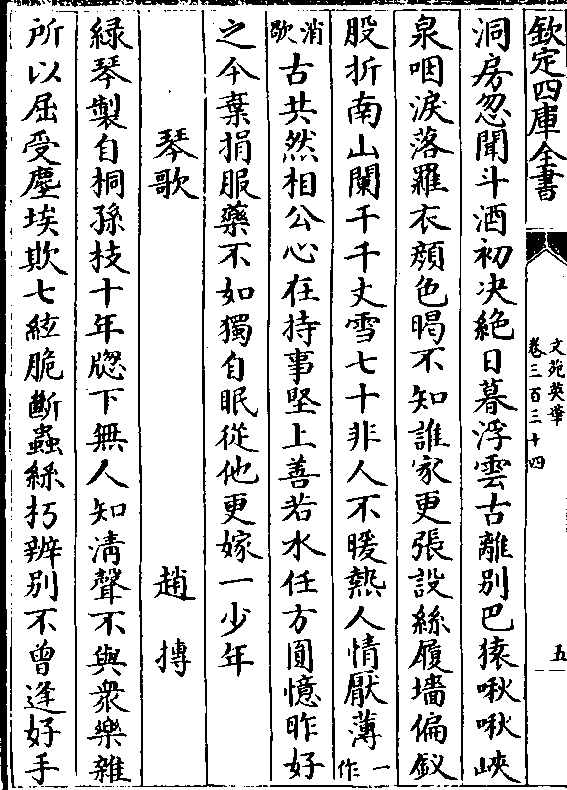 欽定四庫全書
文苑英華
卷三百三十四
五
洞房忽聞斗酒初决絶日暮浮雲古離別巴猿啾啾峽
泉咽淚落羅衣顔色暍不知誰家更張設絲履墻偏釵
股折南山闌千千丈雪七十非人不暖熱人情厭薄一作
消歇古共然相公心在持事堅上善若水任方圓憶昨好
之今棄捐服藥不如獨自眠從他更嫁一少年
琴歌 趙摶
緑琴製自桐孫枝十年牎下無人知清聲不與衆樂雜
所以屈受塵埃欺七絃脆斷蟲絲朽辨别不曾逢好手